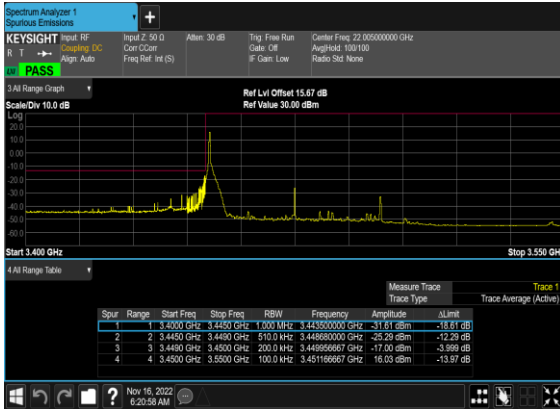 Spectrum Analyzer 1
Spurious Emissions
+
KEYSIGHT Input: RF Input Z: 50 Ω Atten: 30 dB Trig: Free Run Center Freq: 22.005000000 GHz
R T Coupling: DC Corr CCorr Gate: Off Avg|Hold: 100/100
Align: Auto Freq Ref: Int (S) IF Gain: Low Radio Std: None
PASS
3 All Range Graph
Ref Lvl Offset 15.67 dB
Scale/Div 10.0 dB Ref Value 30.00 dBm
Log
20.0
10.0
0.00
-10.0
-20.0
-30.0
-40.0
-50.0
-60.0
Start 3.400 GHz Stop 3.550 GH
4 All Range Table
Measure Trace Trace 1
Trace Type Trace Average (Active)
Spur Range Start Freq Stop Freq RBW Frequency Amplitude ΔLimit
1 1 3.4000 GHz 3.4450 GHz 1.000 MHz 3.443500000 GHz -31.61 dBm -18.61 dB
2 2 3.4450 GHz 3.4490 GHz 510.0 kHz 3.448680000 GHz -25.29 dBm -12.29 dB
3 3 3.4490 GHz 3.4500 GHz 200.0 kHz 3.449956667 GHz -17.00 dBm -3.999 dB
4 4 3.4500 GHz 3.5500 GHz 100.0 kHz 3.451166667 GHz 16.03 dBm -13.97 dB
? Nov 16, 2022
6:20:58 AM